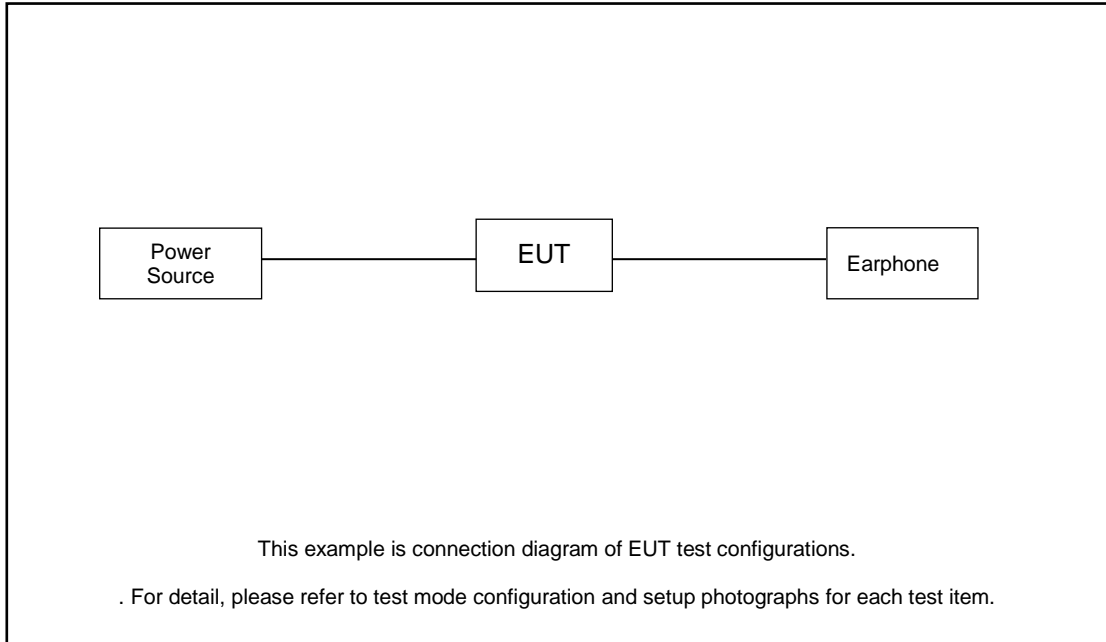 Power
Source
EUT
Earphone
This example is connection diagram of EUT test configurations.
. For detail, please refer to test mode configuration and setup photographs for each test item.